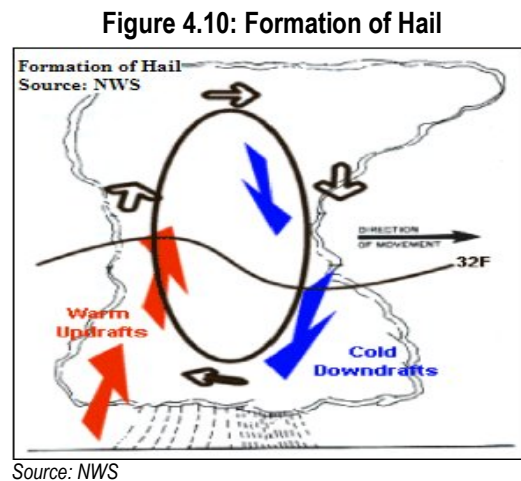 Figure 4.10: Formation of Hail
Formation of Hail
Source: NWS
DIRECTION
OF MOVEMENT
32F
Warm
Updrafts
Cold
Downdrafts
Source: NWS